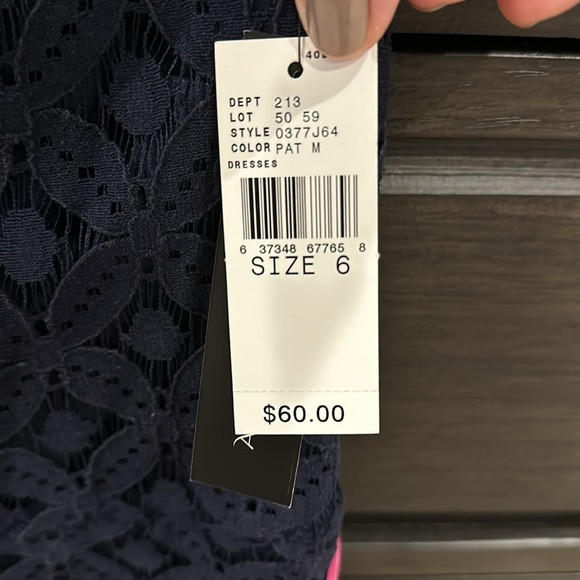 DEPT 213
LOT 50 59
STYLE 0377J64
COLOR PAT M
DRESSES
6 37348 67765 8
SIZE 6
$60.00